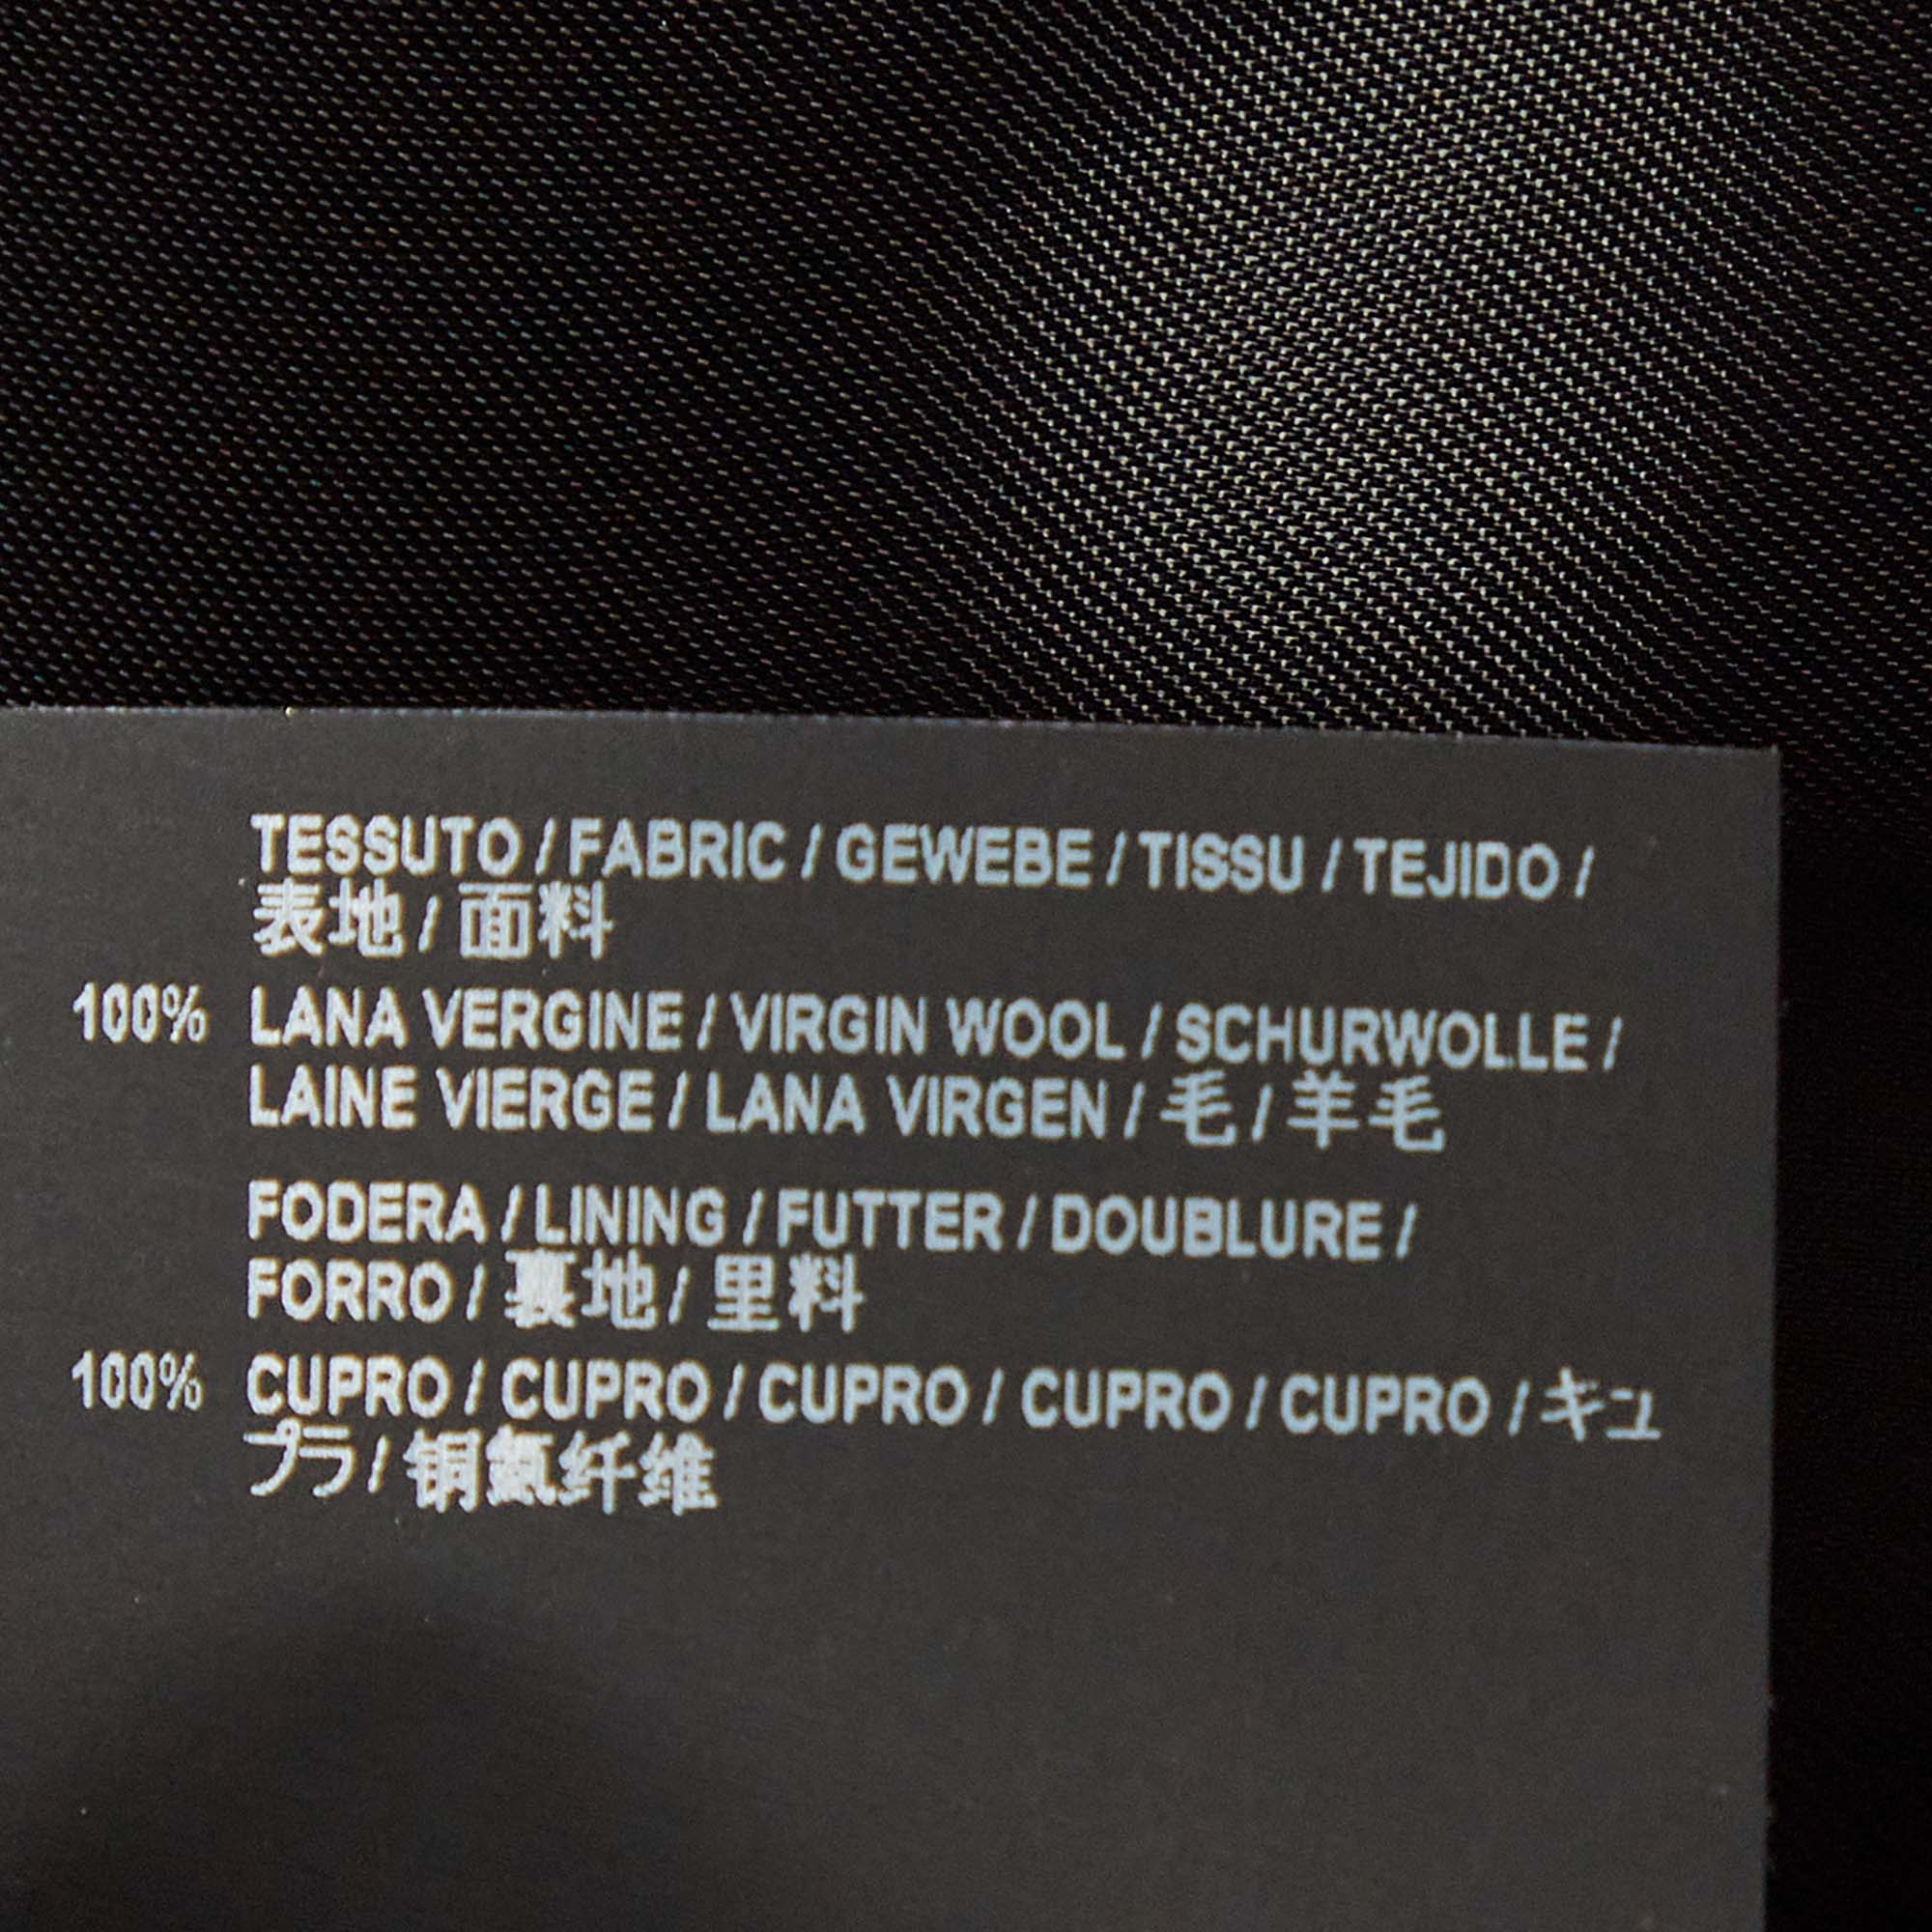 TESSUTO / FABRIC / GEWEBE / TISSU / TEJIDO /
表地 / 面料
100% LANA VERGINE / VIRGIN WOOL / SCHURWOLLE /
LAINE VIERGE / LANA VIRGEN / 毛 / 羊毛
FODERA / LINING / FUTTER / DOUBLURE /
FORRO / 裏地 / 里料
100% CUPRO / CUPRO / CUPRO / CUPRO / CUPRO / キュ
プラ / 铜氨纤维